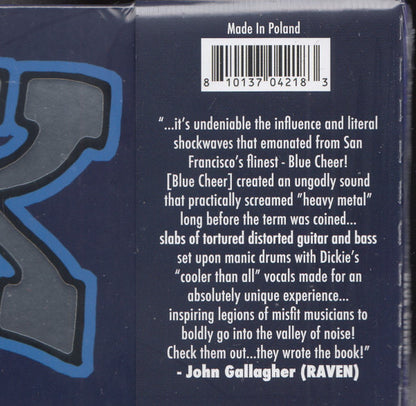 Made In Poland
8 10137 04218 3
"...it's undeniable the influence and literal
shockwaves that emanated from San
Francisco's flinest - Blue Cheer!
[Blue Cheer] created an ungodly sound
that practically screamed "heavy metal"
long before the term was coined...
slabs of tortured distorted guitar and bass
set upon manic drums with Dickie's
"cooler than all" vocals made for an
absolutely unique experience...
inspiring legions of misfit musicians to
boldly go into the valley of noise!
Check them out...they wrote the book!"
- John Gallagher (RAVEN)